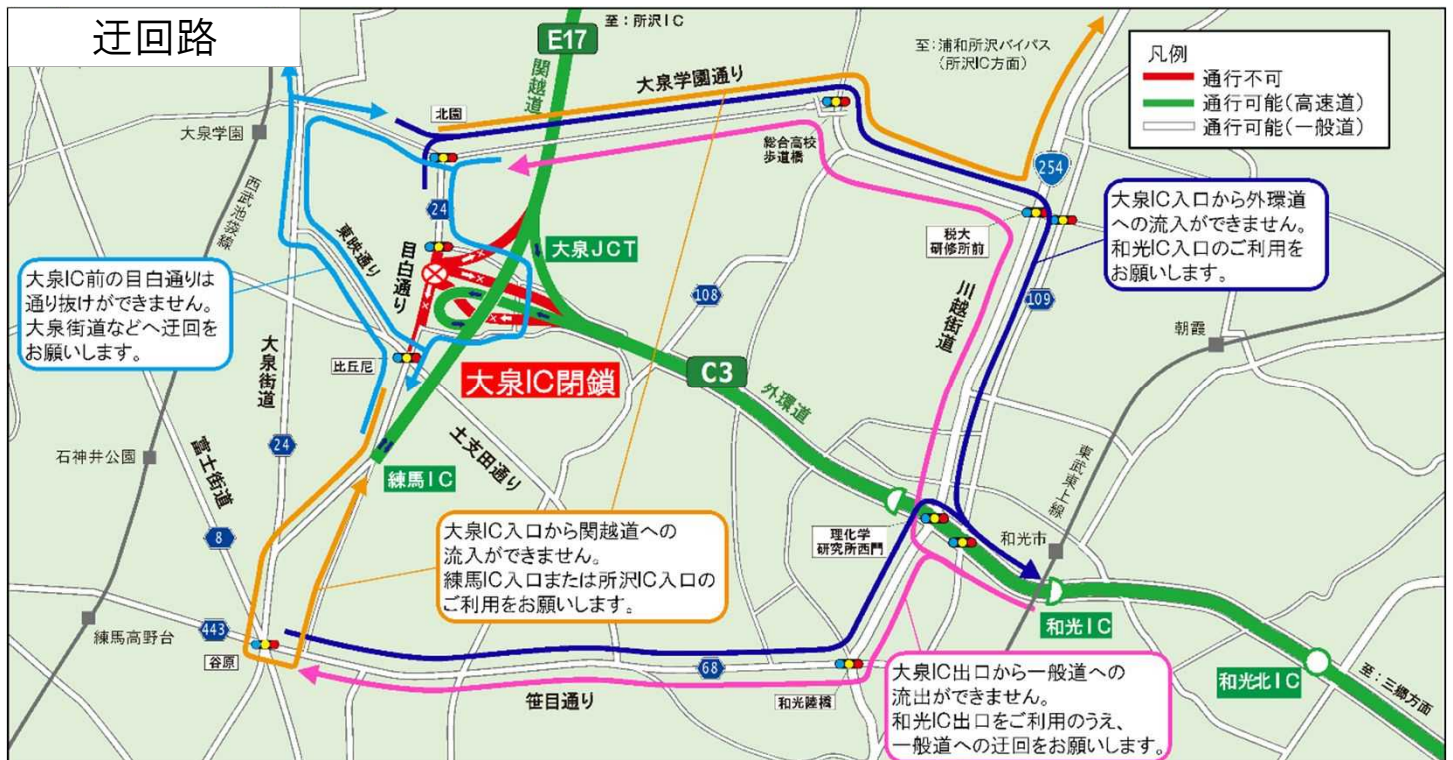 迂回路
至：所沢IC
E17
関越道
至：浦和所沢バイパス
(所沢IC方面)
凡例
通行不可
通行可能(高速道)
通行可能(一般道)
大泉学園通り
北園
大泉学園
総合高校
歩道橋
254
西武池袋線
24
東映通り
目白通り
大泉JCT
税大
研修所前
大泉IC入口から外環道
への流入ができません。
和光IC入口のご利用を
お願いします。
大泉IC前の目白通りは
通り抜けができません。
大泉街道などへ迂回を
お願いします。
108
109
川越街道
朝霞
大泉街道
比丘尼
大泉IC閉鎖
C3
外環道
石神井公園
富士街道
24
練馬IC
土支田通り
東武東上線
8
大泉IC入口から関越道への
流入ができません。
練馬IC入口または所沢IC入口の
ご利用をお願いします。
理化学
研究所西門
和光市
和光IC
練馬高野台
443
谷原
68
笹目通り
和光陸橋
大泉IC出口から一般道への
流出ができません。
和光IC出口をご利用のうえ、
一般道への迂回をお願いします。
和光北IC
至：三郷方面